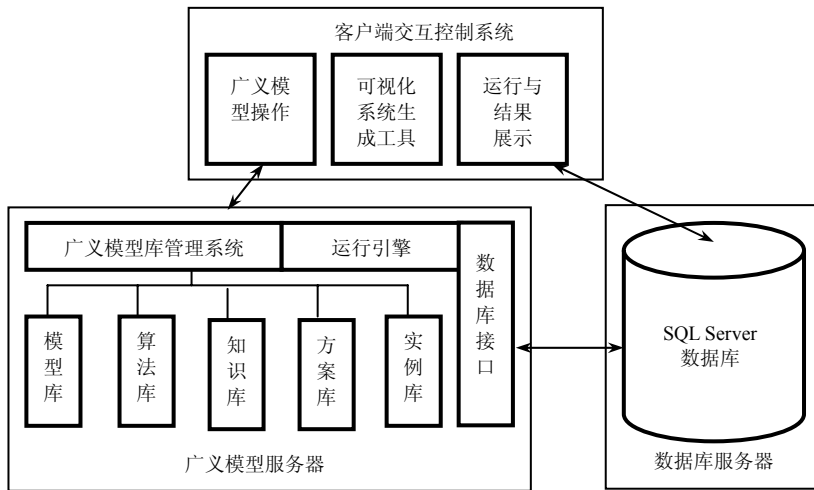 客户端交互控制系统
广义模
型操作
可视化
系统生
成工具
运行与
结果
展示
广义模型库管理系统
运行引擎
数据库接口
模型库
算法库
知识库
方案库
实例库
广义模型服务器
SQL Server
数据库
数据库服务器